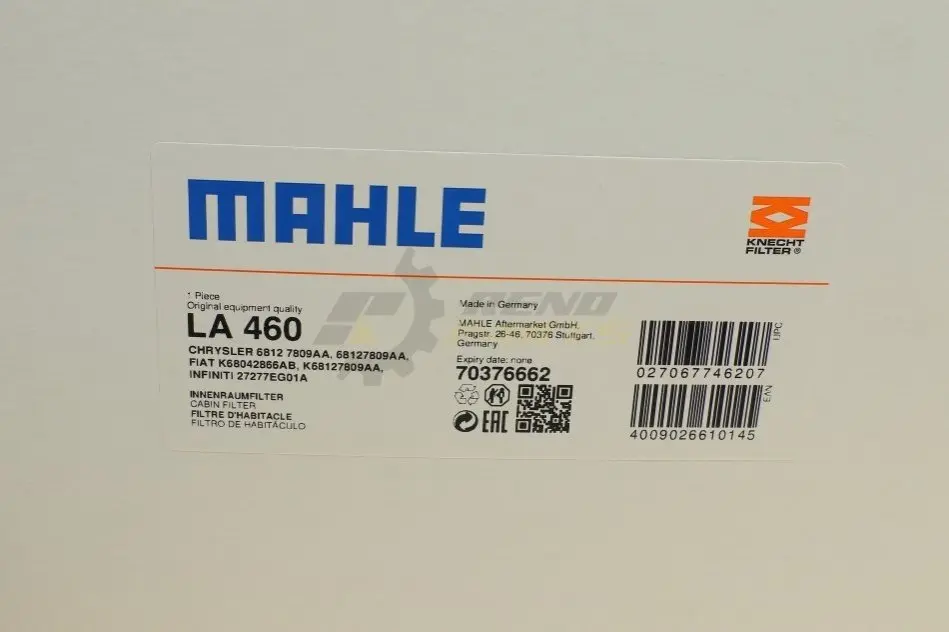 MAHLE
KNECHT
FILTER®
1 Piece
Original equipment quality
LA 460
CHRYSLER 6812 7809AA, 68127809AA,
FIAT K68042866AB, K68127809AA,
INFINITI 27277EG01A
INNENRAUMFILTER
CABIN FILTER
FILTRE D'HABITACLE
FILTRO DE HABITÁCULO
Made in Germany
MAHLE Aftermarket GmbH,
Pragstr. 26-46, 70376 Stuttgart,
Germany
Expiry date: none
70376662
EAC
UPC
027067746207
EAN
4009026610145
RENO